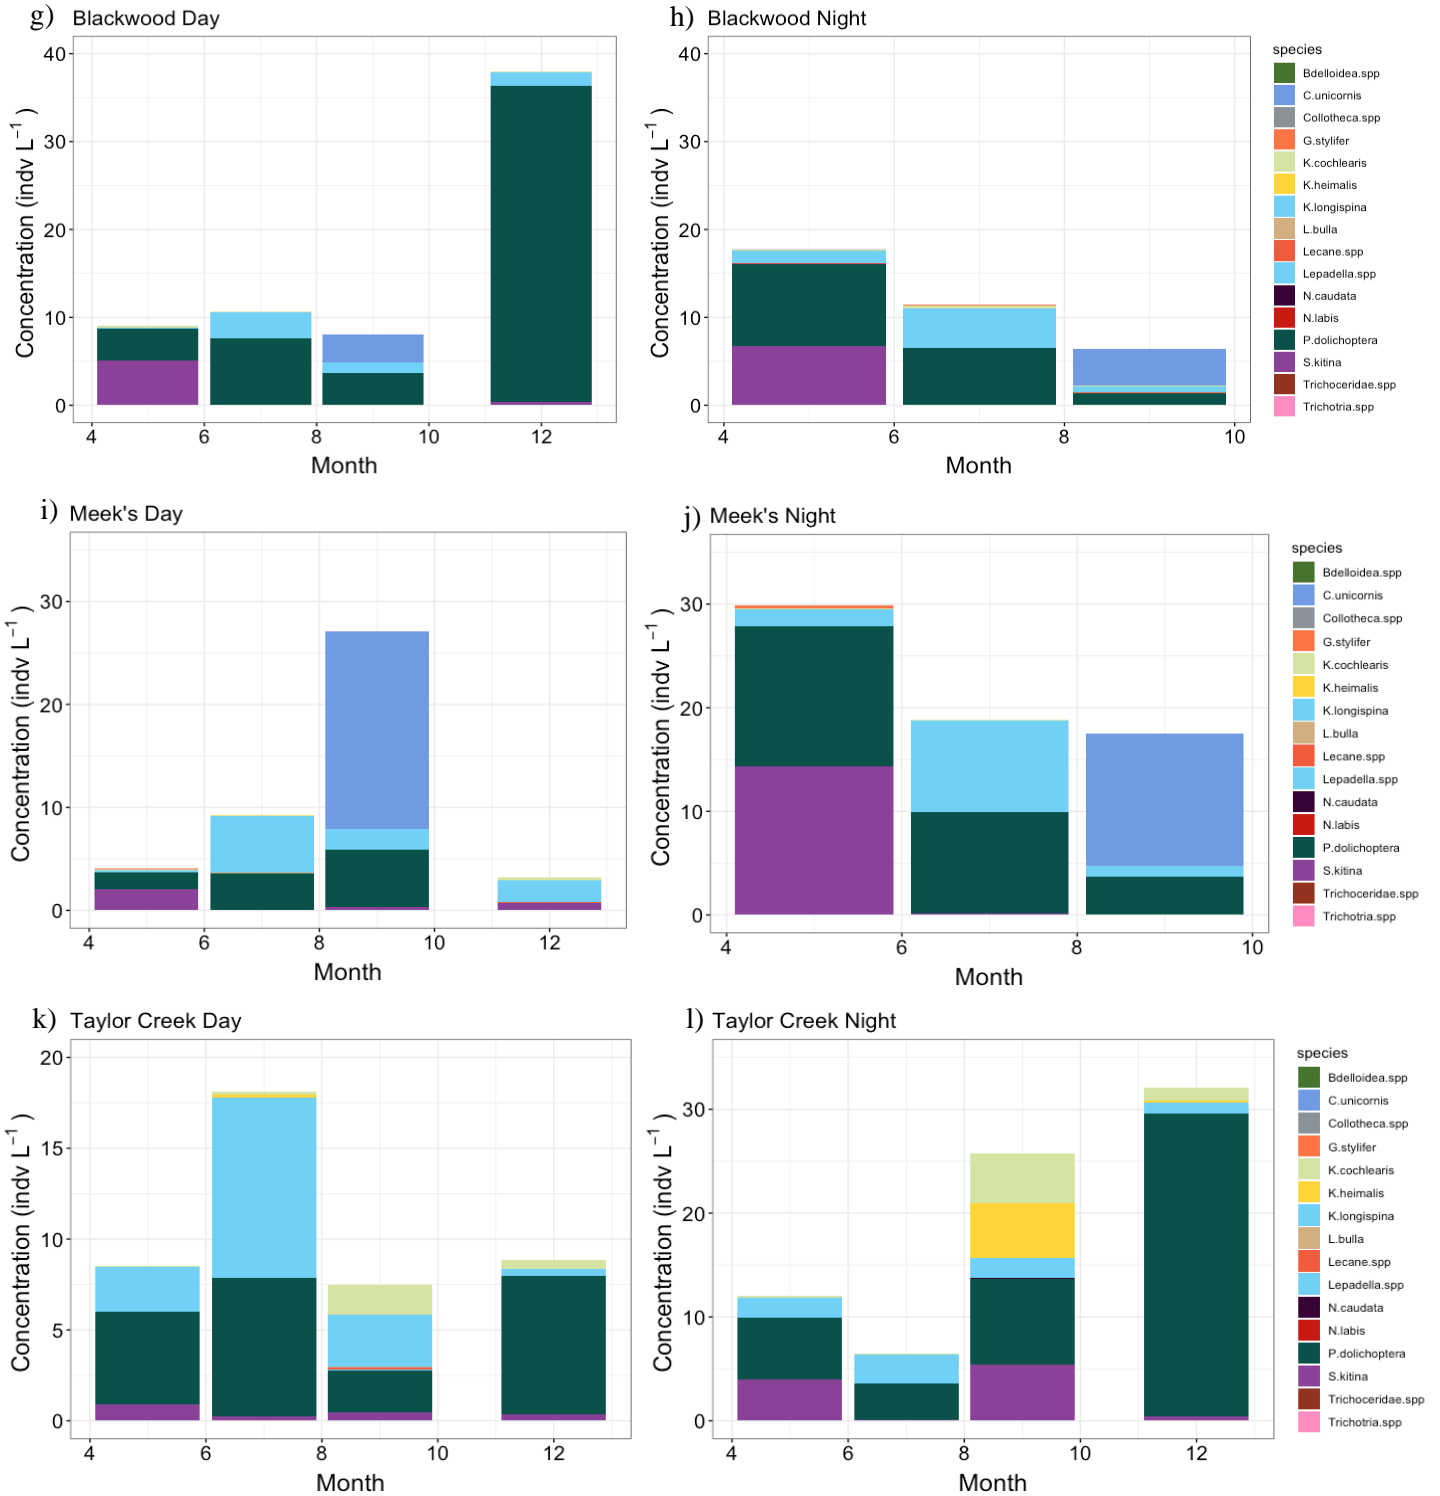 g) Blackwood Day
Concentration (indv L−1 )
40
30
20
10
0
4 6 8 10 12
Month
h) Blackwood Night
Concentration (indv L−1 )
40
30
20
10
0
4 6 8 10
Month
species
Bdelloidea.spp
C.unicornis
Collotheca.spp
G.stylifer
K.cochlearis
K.heimalis
K.longispina
L.bulla
Lecane.spp
Lepadella.spp
N.caudata
N.labis
P.dolichoptera
S.kitina
Trichoceridae.spp
Trichotria.spp
i) Meek's Day
Concentration (indv L−1 )
30
20
10
0
4 6 8 10 12
Month
j) Meek's Night
Concentration (indv L−1 )
30
20
10
0
4 6 8 10
Month
species
Bdelloidea.spp
C.unicornis
Collotheca.spp
G.stylifer
K.cochlearis
K.heimalis
K.longispina
L.bulla
Lecane.spp
Lepadella.spp
N.caudata
N.labis
P.dolichoptera
S.kitina
Trichoceridae.spp
Trichotria.spp
k) Taylor Creek Day
Concentration (indv L−1 )
20
15
10
5
0
4 6 8 10 12
Month
l) Taylor Creek Night
Concentration (indv L−1 )
30
20
10
0
4 6 8 10 12
Month
species
Bdelloidea.spp
C.unicornis
Collotheca.spp
G.stylifer
K.cochlearis
K.heimalis
K.longispina
L.bulla
Lecane.spp
Lepadella.spp
N.caudata
N.labis
P.dolichoptera
S.kitina
Trichoceridae.spp
Trichotria.spp